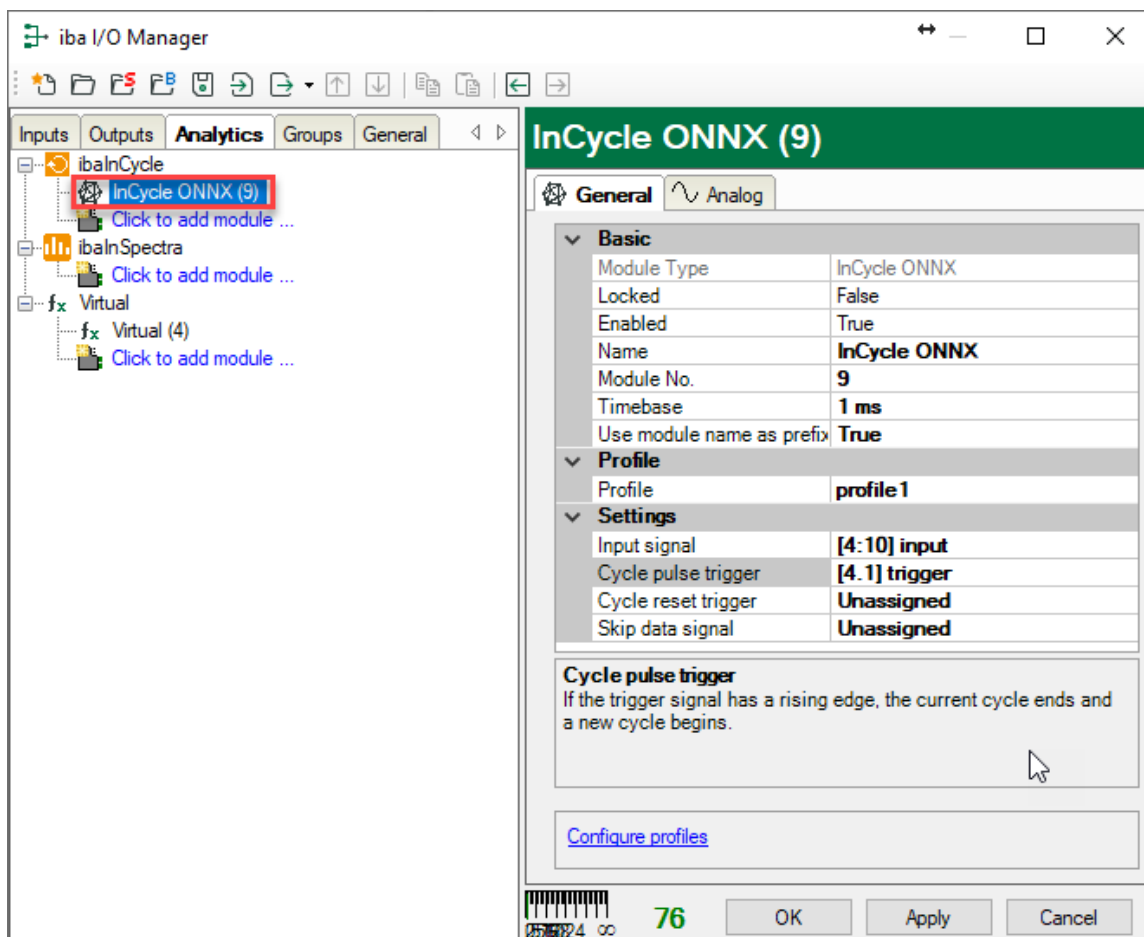 iba I/O Manager
Inputs Outputs Analytics Groups General
ibaInCycle
InCycle ONNX (9)
Click to add module ...
ibaInSpectra
Click to add module ...
fx Virtual
fx Virtual (4)
Click to add module ...
InCycle ONNX (9)
General Analog
Basic
Module Type InCycle ONNX
Locked False
Enabled True
Name InCycle ONNX
Module No. 9
Timebase 1 ms
Use module name as prefix True
Profile
Profile profile1
Settings
Input signal [4:10] input
Cycle pulse trigger [4.1] trigger
Cycle reset trigger Unassigned
Skip data signal Unassigned
Cycle pulse trigger
If the trigger signal has a rising edge, the current cycle ends and
a new cycle begins.
Configure profiles
∞ 76 OK Apply Cancel